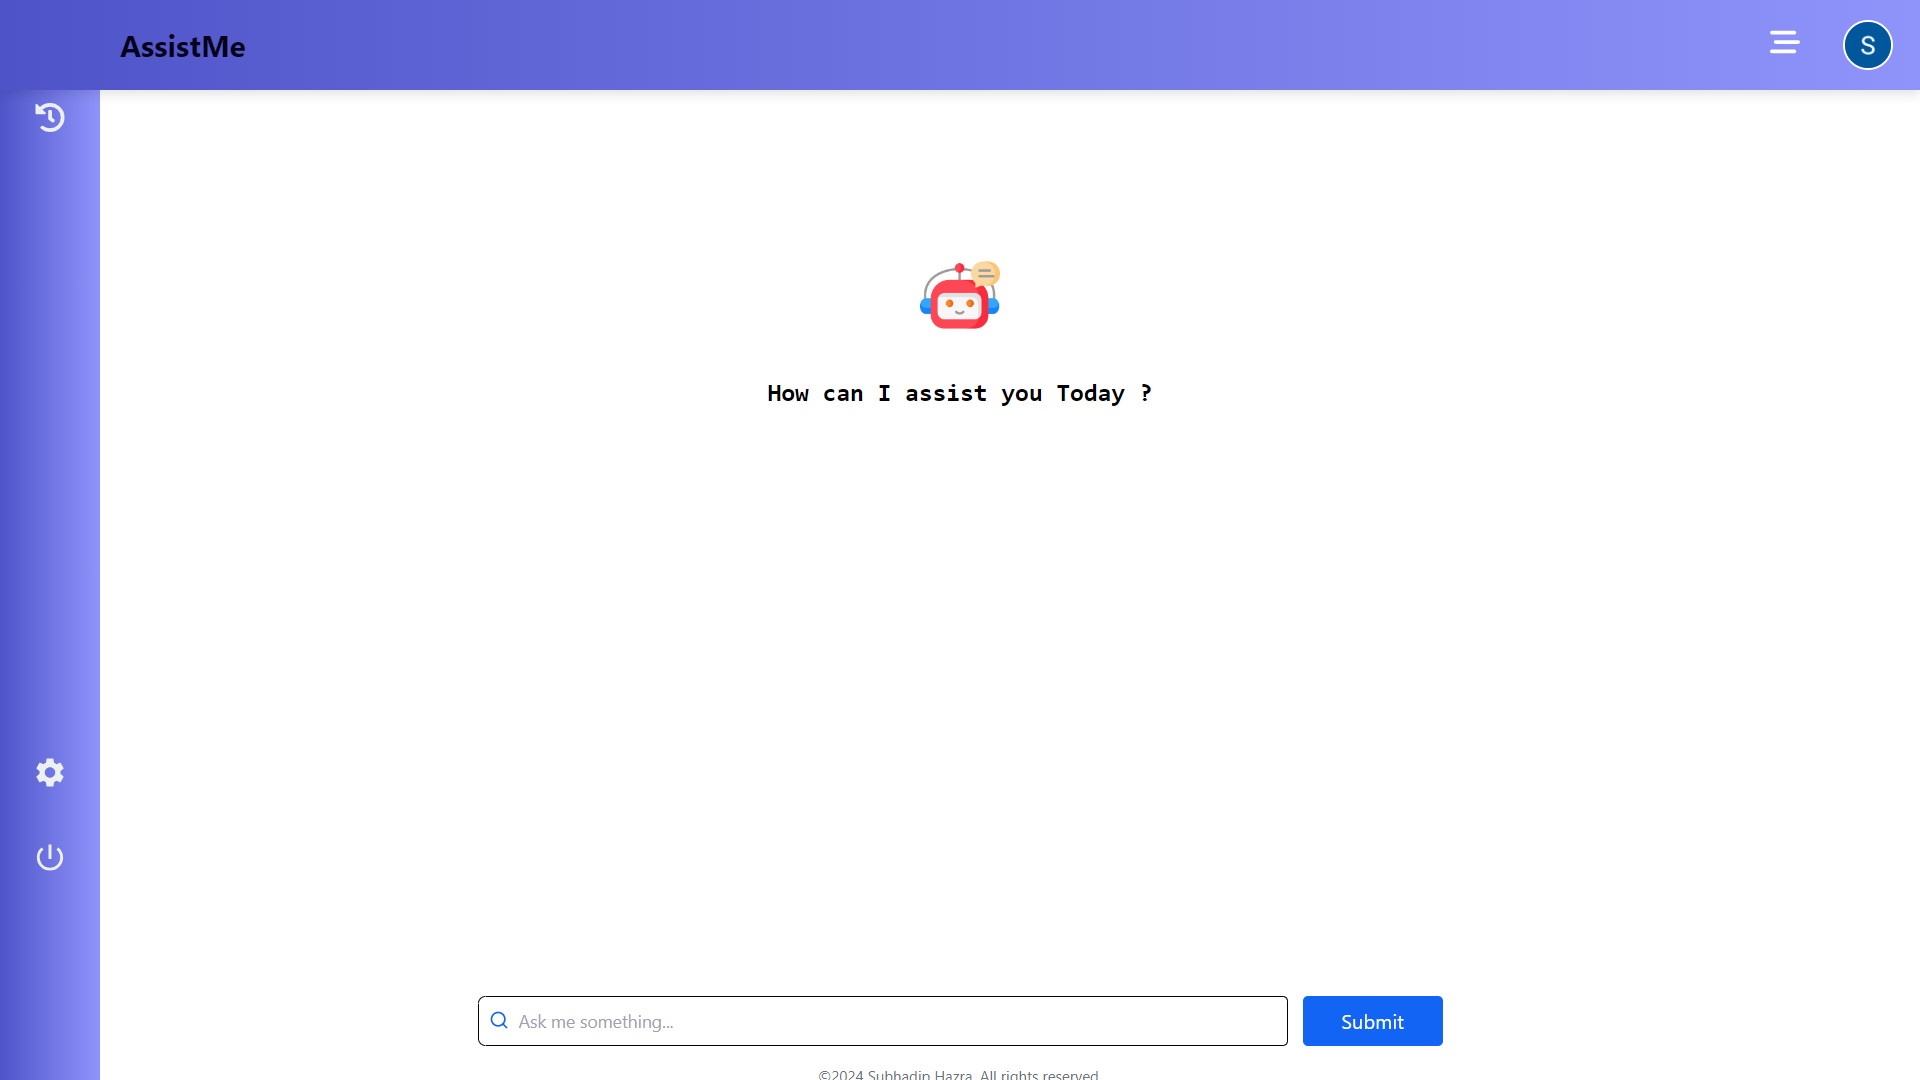 AssistMe
S
How can I assist you Today ?
Ask me something...
Submit
©2024 Subhadip Hazra. All rights reserved